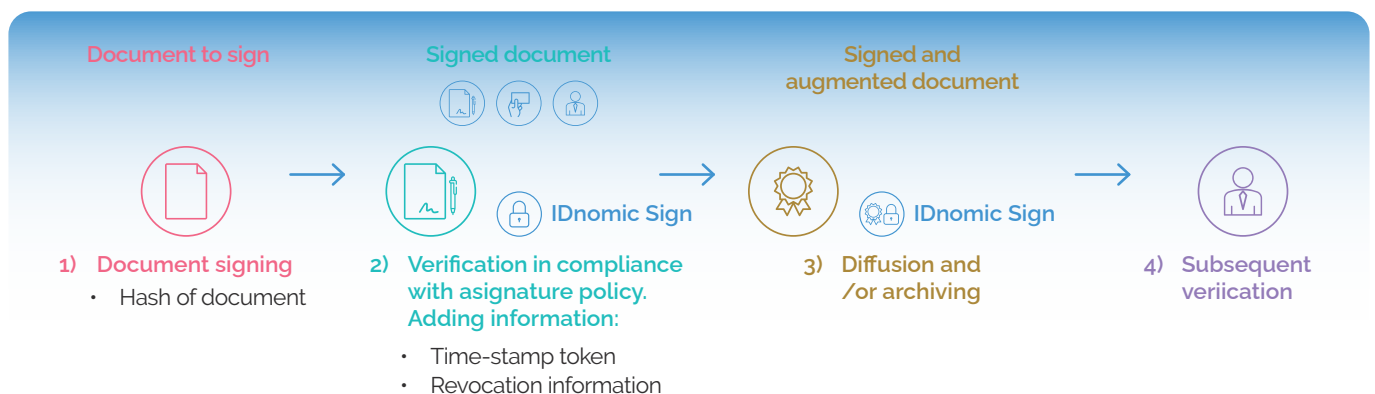 Document to sign
Signed document
Signed and
augmented document
IDnomic Sign
IDnomic Sign
1) Document signing
• Hash of document
2) Verification in compliance
with asignature policy.
Adding information:
• Time-stamp token
• Revocation information
3) Diffusion and
/or archiving
4) Subsequent
veriication